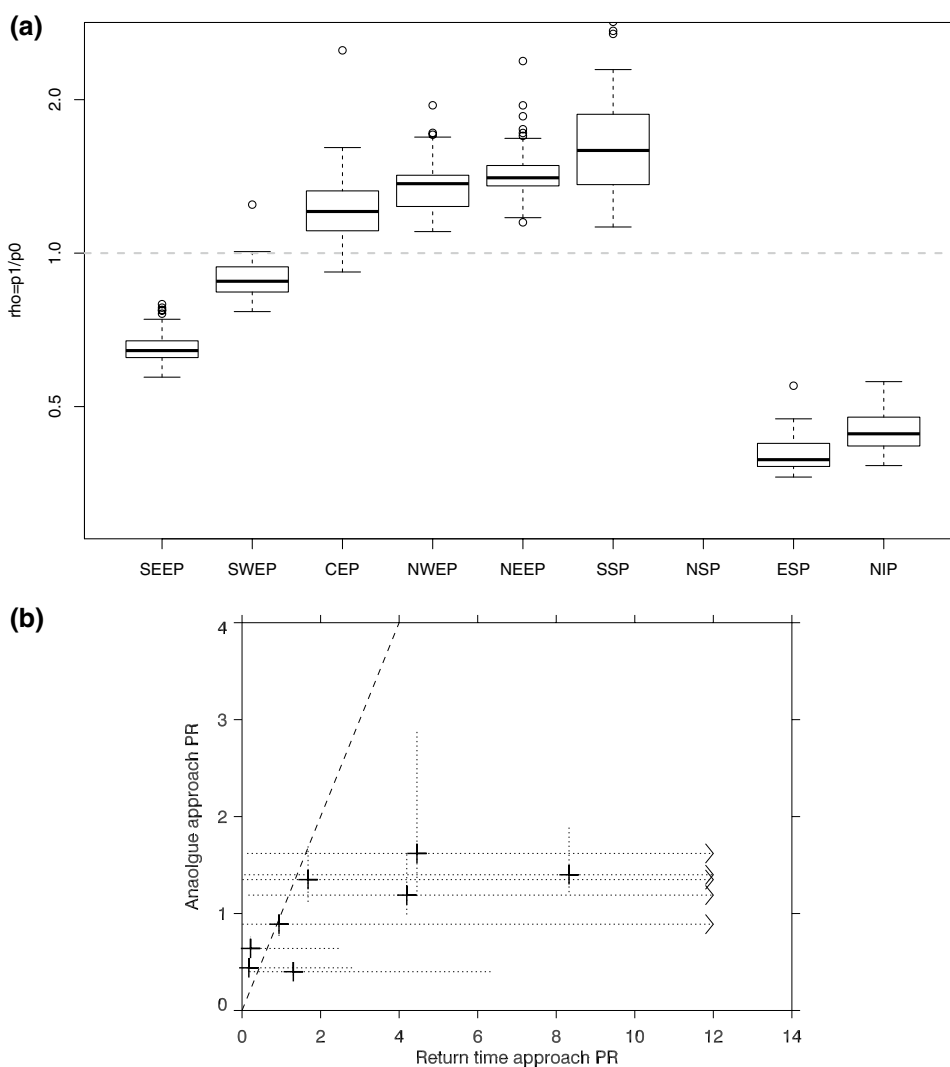 (a)
rho=p1/p0
2.0
1.0
0.5
SEEP SWEP CEP NWEP NEEP SSP NSP ESP NIP
(b)
Anaolgue approach PR
4
3
2
1
0
0 2 4 6 8 10 12 14
Return time approach PR